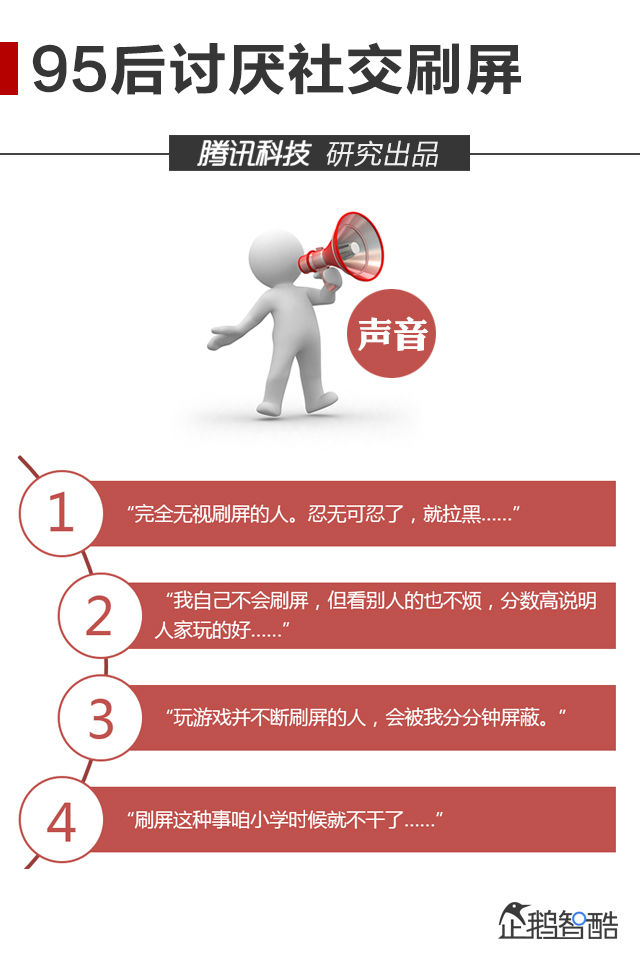 95后讨厌社交刷屏
腾讯科技 研究出品
声音
1
“完全无视刷屏的人。忍无可忍了，就拉黑……”
2
“我自己不会刷屏，但看别人的也不烦，分数高说明
人家玩的好……”
3
“玩游戏并不断刷屏的人，会被我分分钟屏蔽。”
4
“刷屏这种事咱小学时候就不干了……”
企鹅智酷